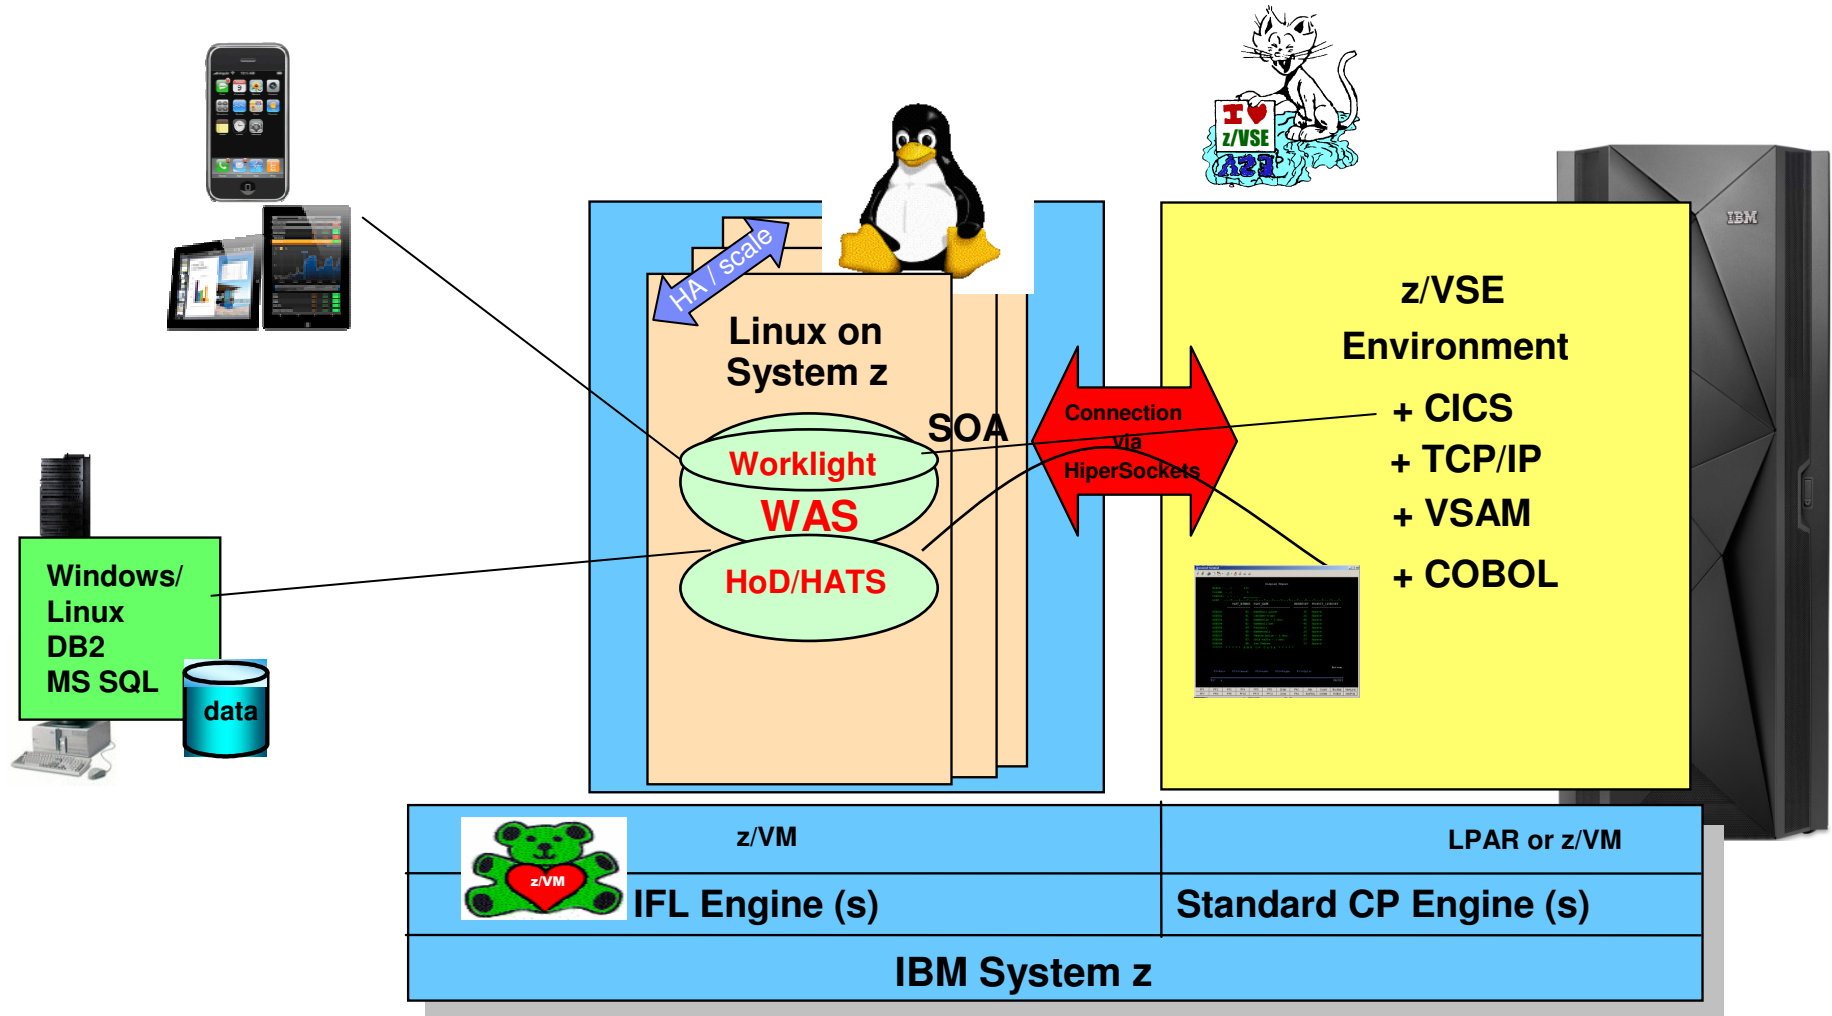 I ♥
z/VSE
VSE
IBM
HA / scale
Linux on
System z
SOA
Worklight
WAS
HoD/HATS
Connection
via
HiperSockets
z/VSE
Environment
+ CICS
+ TCP/IP
+ VSAM
+ COBOL
Windows/
Linux
DB2
MS SQL
data
z/VM
z/VM
LPAR or z/VM
IFL Engine (s)
Standard CP Engine (s)
IBM System z